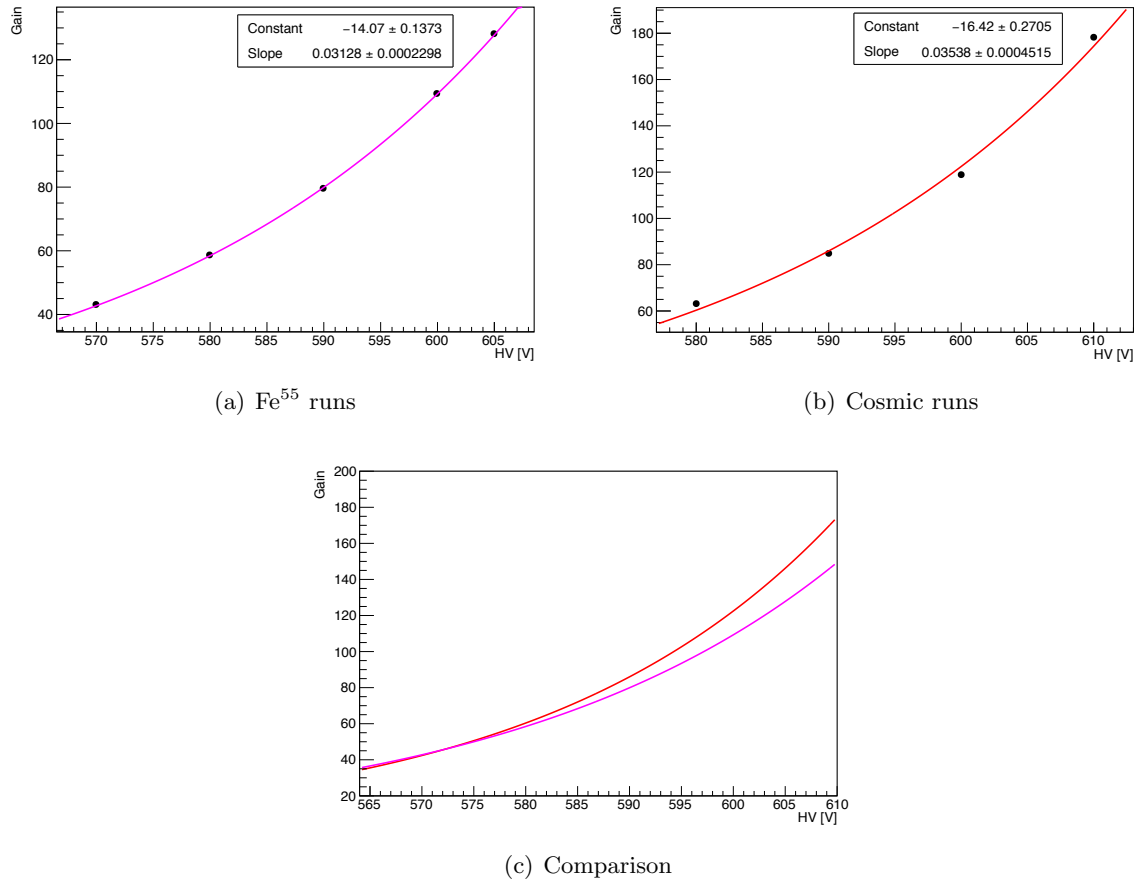 Gain
Constant −14.07 ± 0.1373
Slope 0.03128 ± 0.0002298
120
100
80
60
40
570 575 580 585 590 595 600 605
HV [V]
(a) Fe55 runs
Gain
Constant −16.42 ± 0.2705
Slope 0.03538 ± 0.0004515
180
160
140
120
100
80
60
580 585 590 595 600 605 610
HV [V]
(b) Cosmic runs
Gain
200
180
160
140
120
100
80
60
40
20
565 570 575 580 585 590 595 600 605 610
HV [V]
(c) Comparison